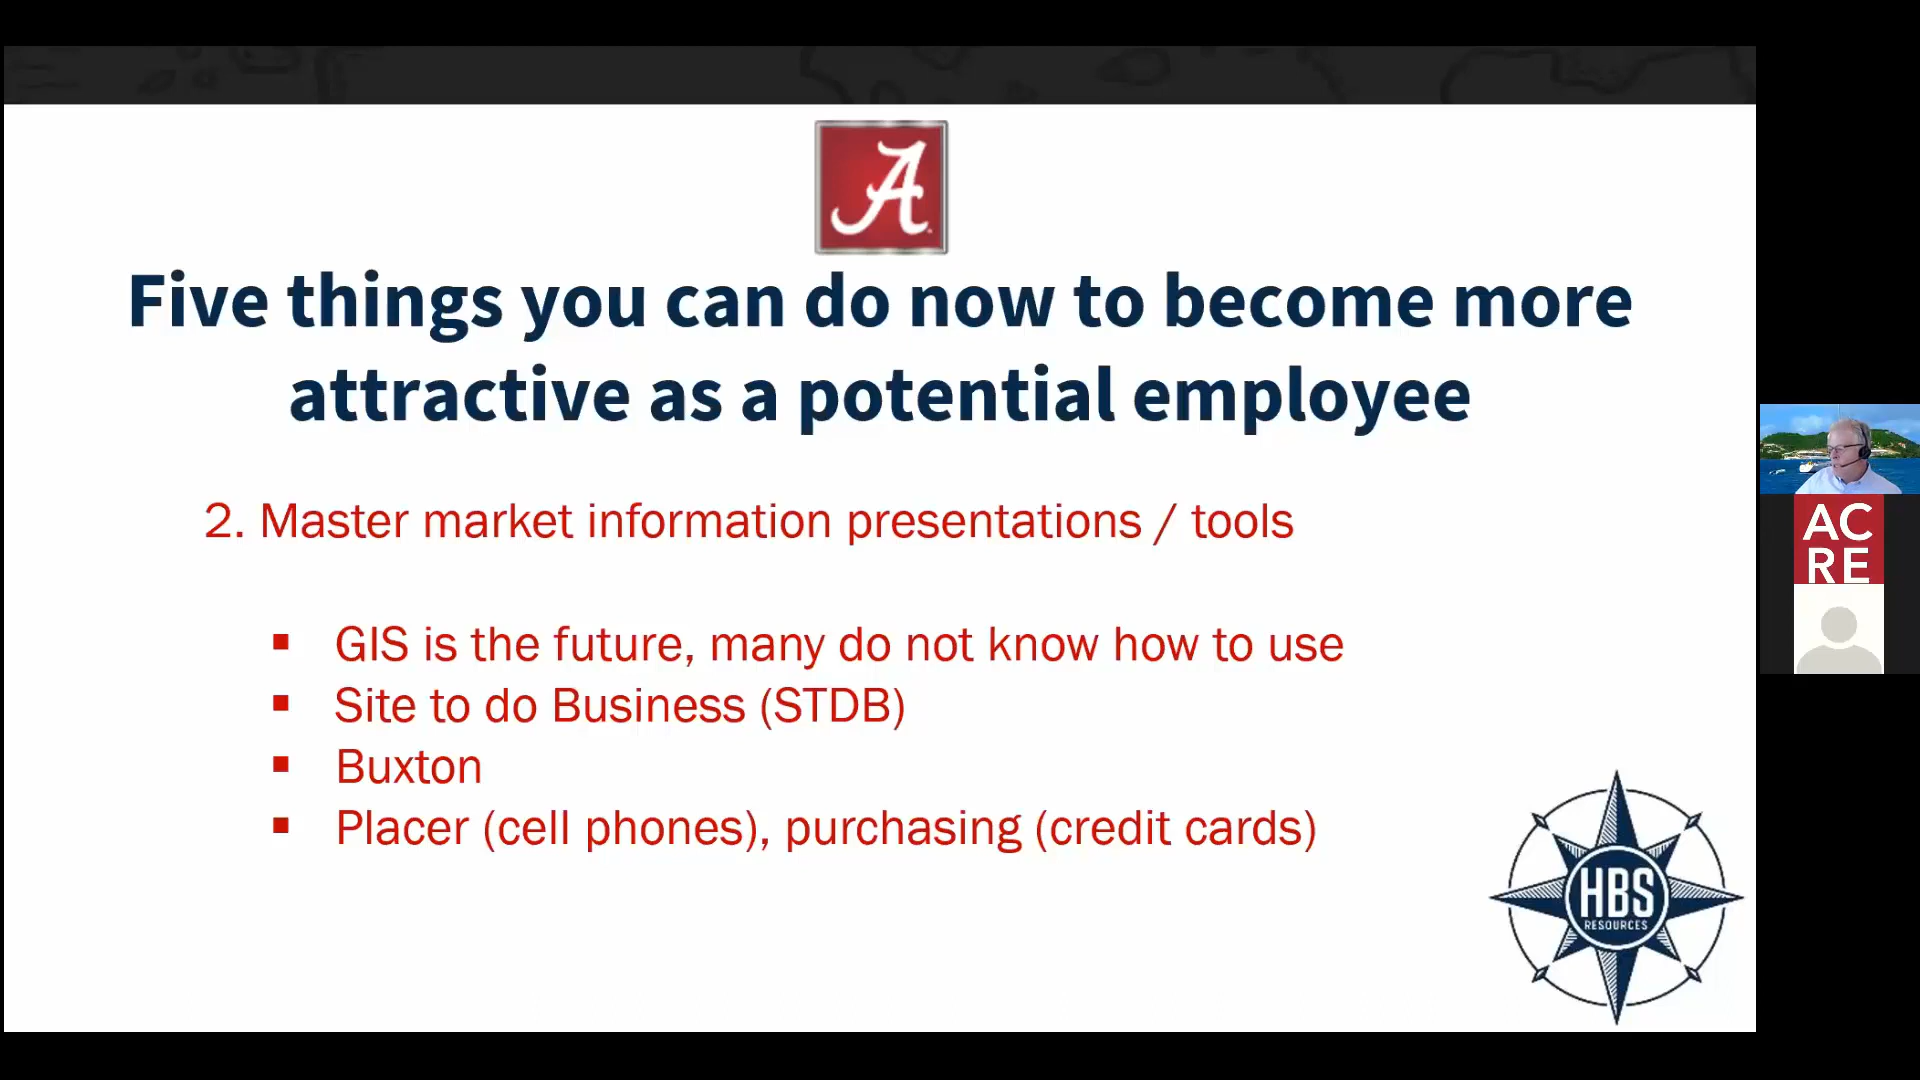 A
Five things you can do now to become more
attractive as a potential employee
2. Master market information presentations / tools
▪ GIS is the future, many do not know how to use
▪ Site to do Business (STDB)
▪ Buxton
▪ Placer (cell phones), purchasing (credit cards)
HBS
RESOURCES
AC
RE